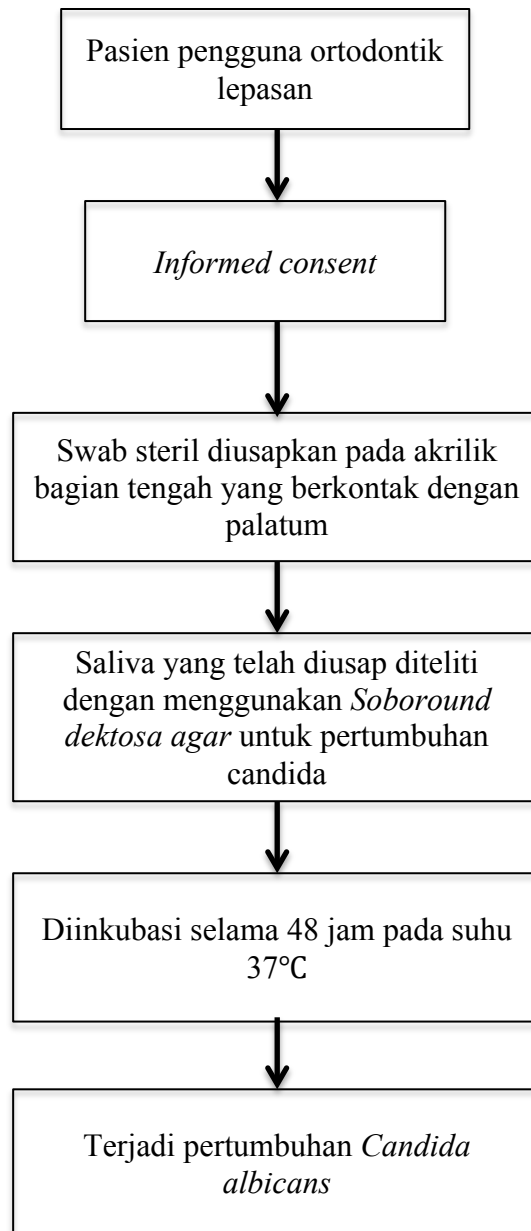 Pasien pengguna ortodontik
lepasan
Informed consent
Swab steril diusapkan pada akrilik
bagian tengah yang berkontak dengan
palatum
Saliva yang telah diusap diteliti
dengan menggunakan Soboround
dektosa agar untuk pertumbuhan
candida
Diinkubasi selama 48 jam pada suhu
37℃
Terjadi pertumbuhan Candida
albicans